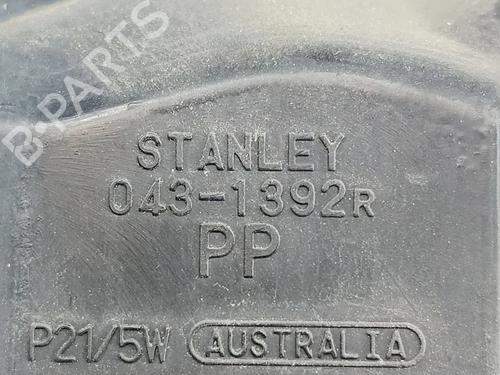 B-PARTS
STANLEY
043-1392R
PP
P21/5W AUSTRALIA